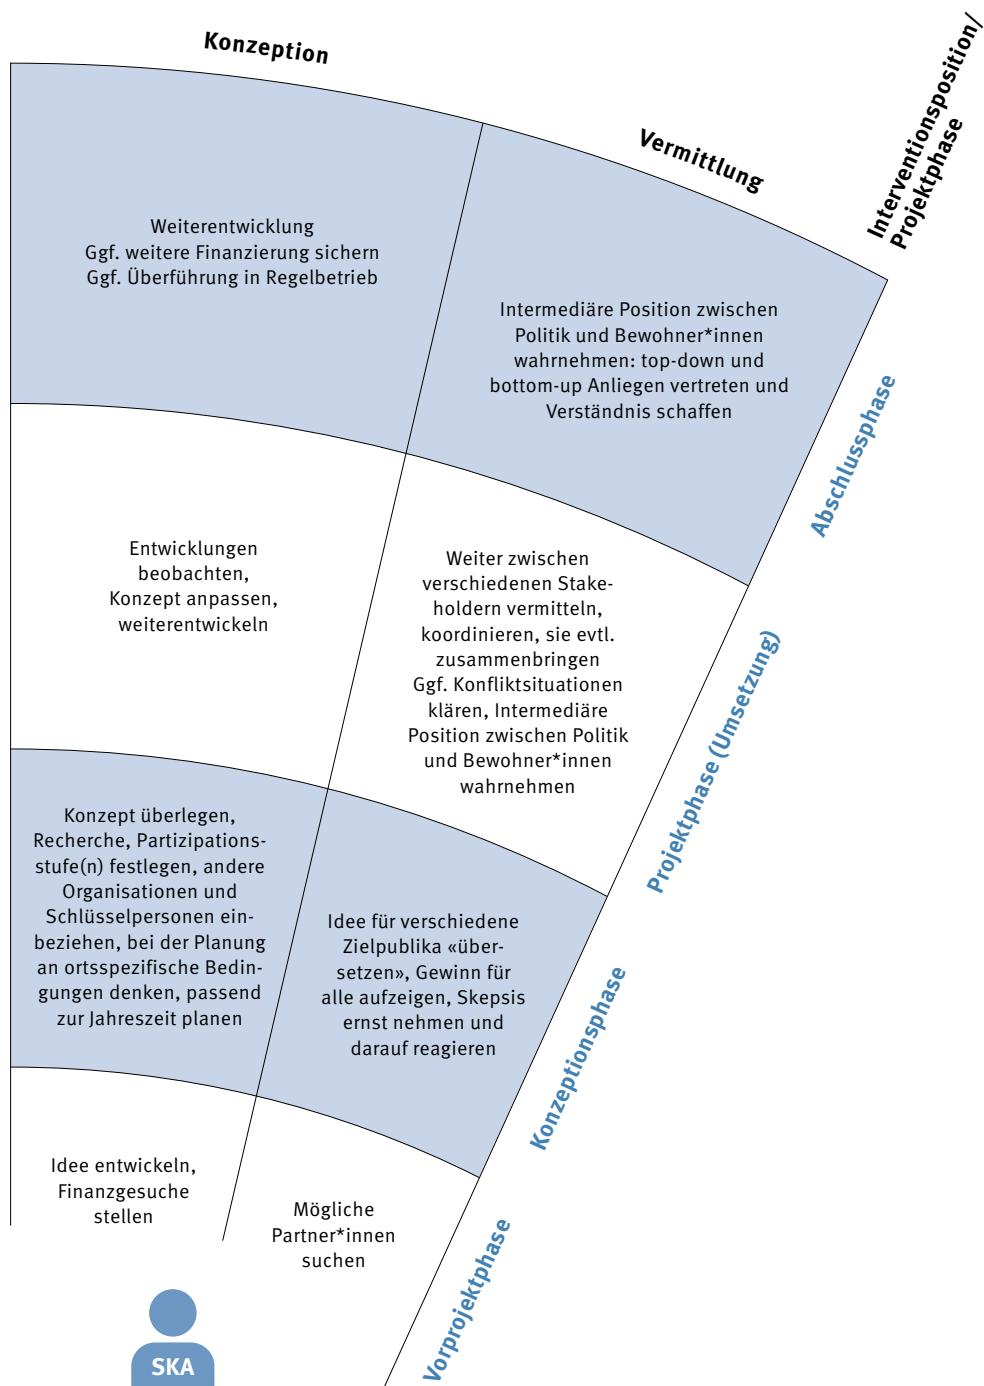 Konzeption
Vermittlung
Interventionsposition/
Projektphase
Weiterentwicklung
Ggf. weitere Finanzierung sichern
Ggf. Überführung in Regelbetrieb
Intermediäre Position zwischen
Politik und Bewohner*innen
wahrnehmen: top-down und
bottom-up Anliegen vertreten und
Verständnis schaffen
Abschlussphase
Entwicklungen
beobachten,
Konzept anpassen,
weiterentwickeln
Weiter zwischen
verschiedenen Stake-
holdern vermitteln,
koordinieren, sie evtl.
zusammenbringen
Ggf. Konfliktsituationen
klären, Intermediäre
Position zwischen Politik
und Bewohner*innen
wahrnehmen
Projektphase (Umsetzung)
Konzept überlegen,
Recherche, Partizipations-
stufe(n) festlegen, andere
Organisationen und
Schlüsselpersonen ein-
beziehen, bei der Planung
an ortsspezifische Bedin-
gungen denken, passend
zur Jahreszeit planen
Idee für verschiedene
Zielpublika «über-
setzen», Gewinn für
alle aufzeigen, Skepsis
ernst nehmen und
darauf reagieren
Konzeptionsphase
Idee entwickeln,
Finanzgesuche
stellen
Mögliche
Partner*innen
suchen
Vorprojektphase
SKA